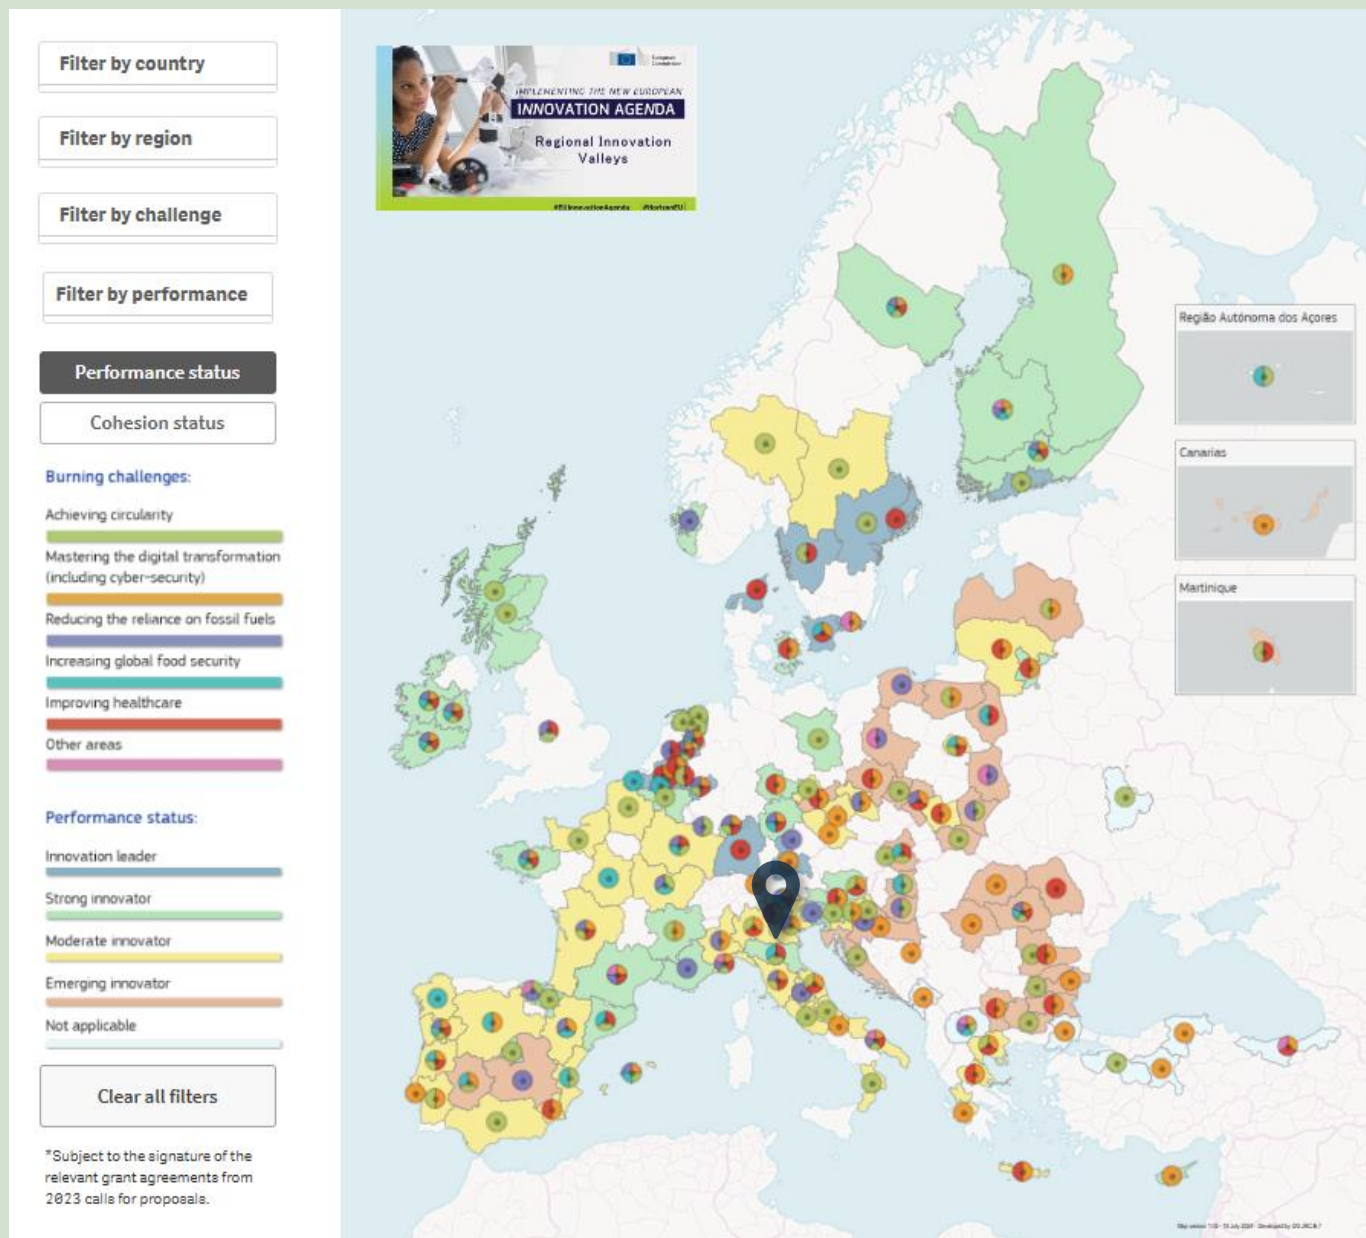 Filter by country
Filter by region
Filter by challenge
Filter by performance
Performance status
Cohesion status
Burning challenges:
Achieving circularity
Mastering the digital transformation
(including cyber-security)
Reducing the reliance on fossil fuels
Increasing global food security
Improving healthcare
Other areas
Performance status:
Innovation leader
Strong innovator
Moderate innovator
Emerging innovator
Not applicable
Clear all filters
*Subject to the signature of the
relevant grant agreements from
2023 calls for proposals.
European
Commission
IMPLEMENTING THE NEW EUROPEAN
INNOVATION AGENDA
Regional Innovation
Valleys
#EUInnovationAgenda #HorizonEU
Região Autónoma dos Açores
Canarias
Martinique